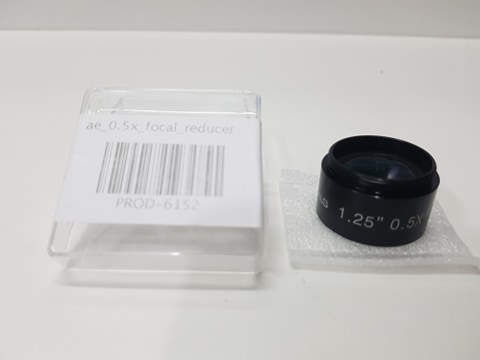 ae_0.5x_focal_reducer
PROD-6152
1.25" 0.5X